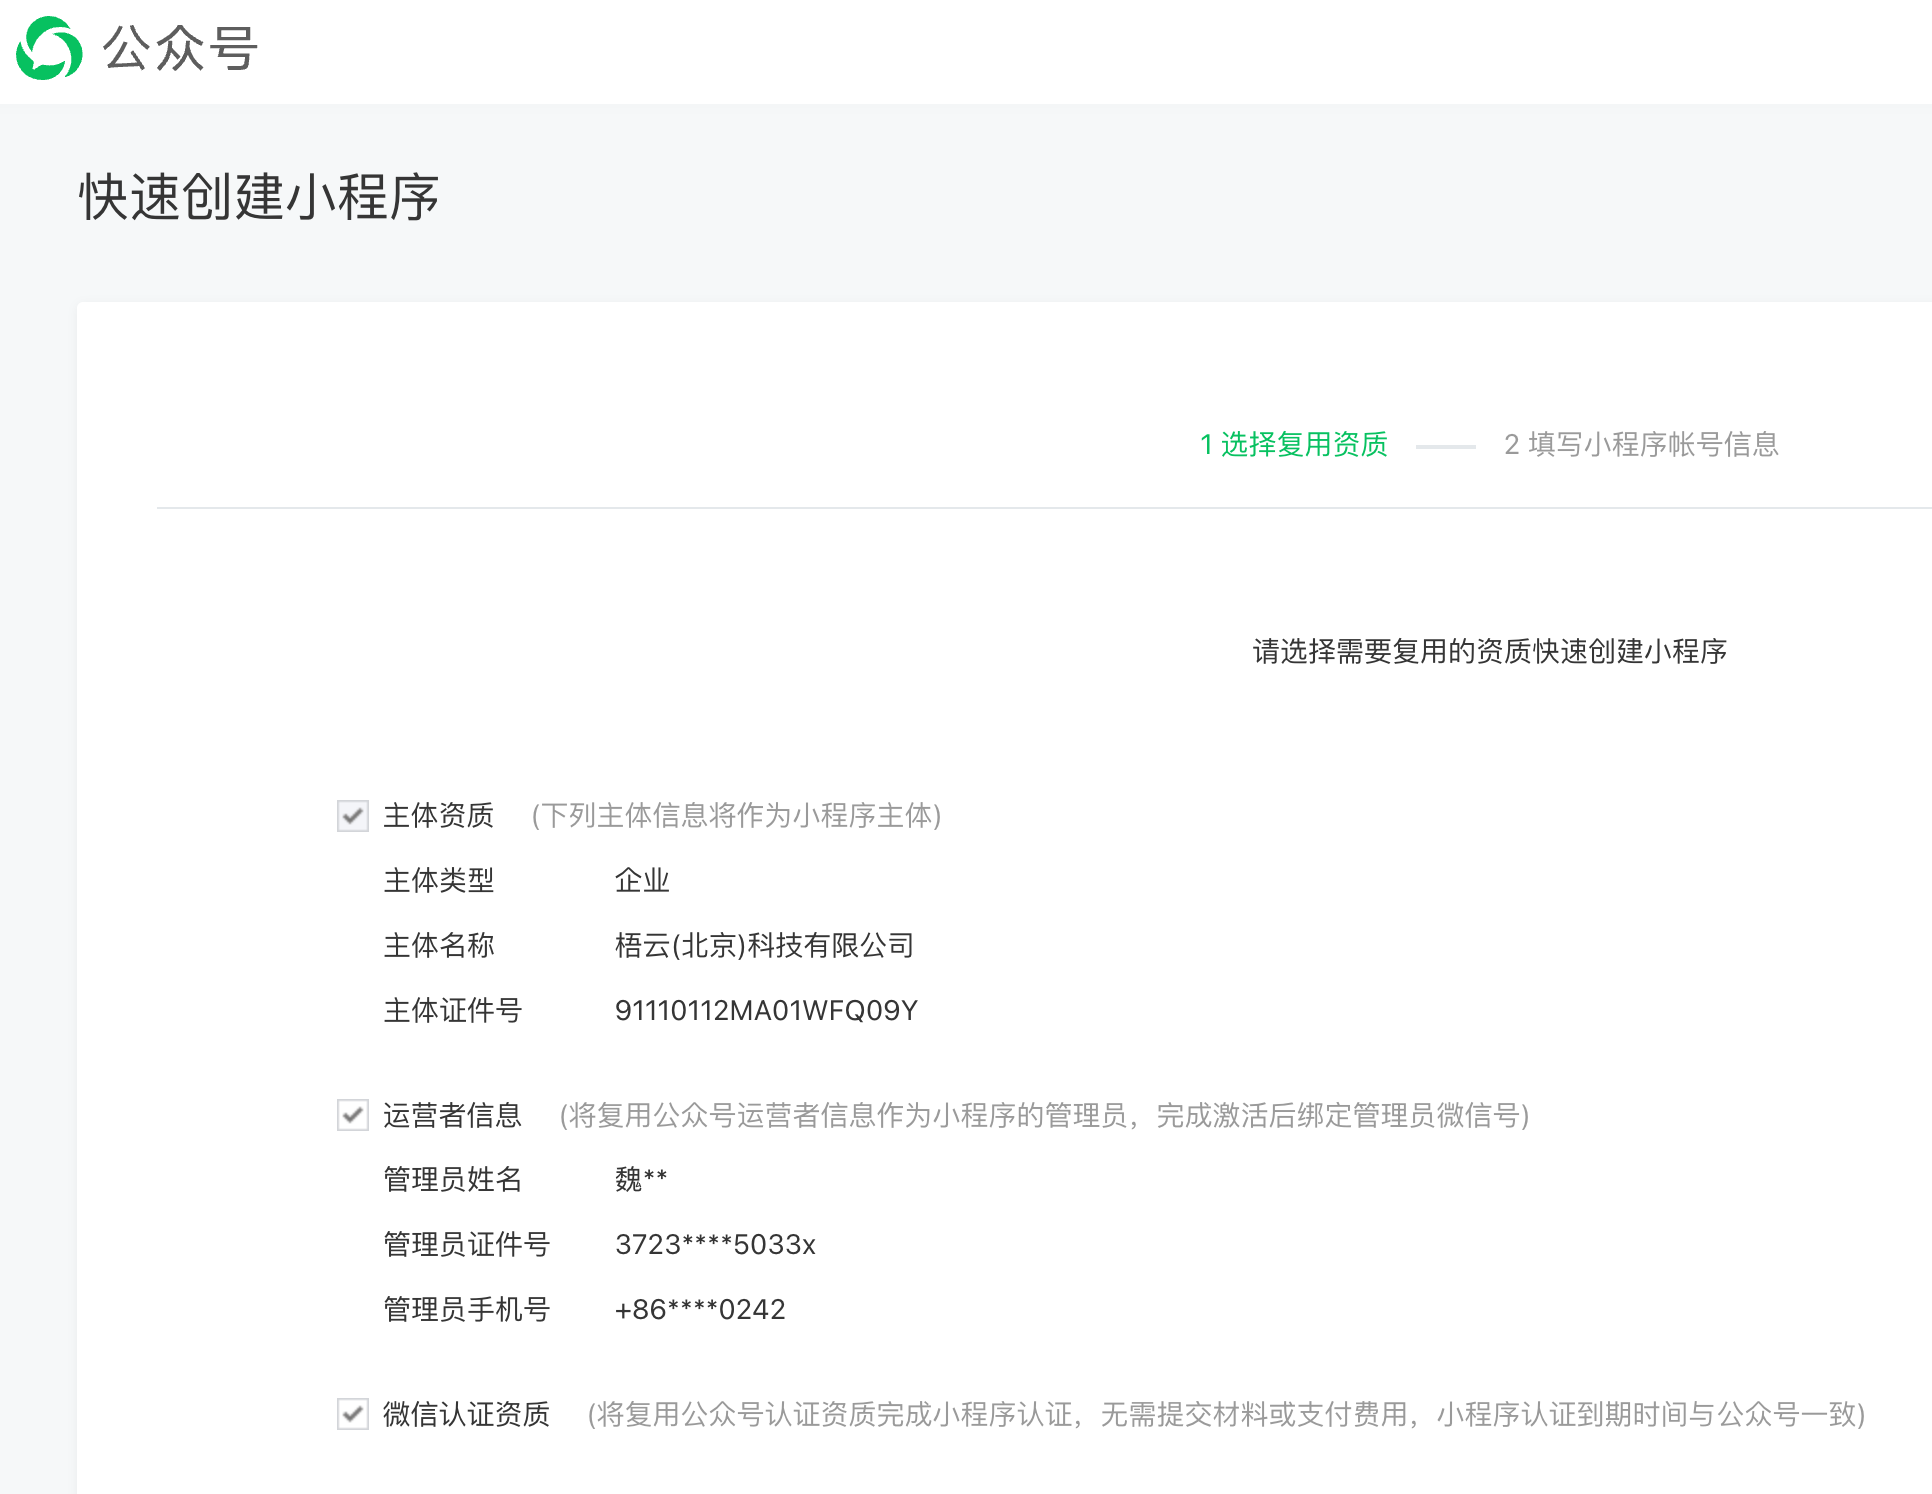 公众号
快速创建小程序
1 选择复用资质 2 填写小程序帐号信息
请选择需要复用的资质快速创建小程序
主体资质 (下列主体信息将作为小程序主体)
主体类型 企业
主体名称 梧云(北京)科技有限公司
主体证件号 91110112MA01WFQ09Y
运营者信息 (将复用公众号运营者信息作为小程序的管理员，完成激活后绑定管理员微信号)
管理员姓名 魏**
管理员证件号 3723****5033x
管理员手机号 +86****0242
微信认证资质 (将复用公众号认证资质完成小程序认证，无需提交材料或支付费用，小程序认证到期时间与公众号一致)